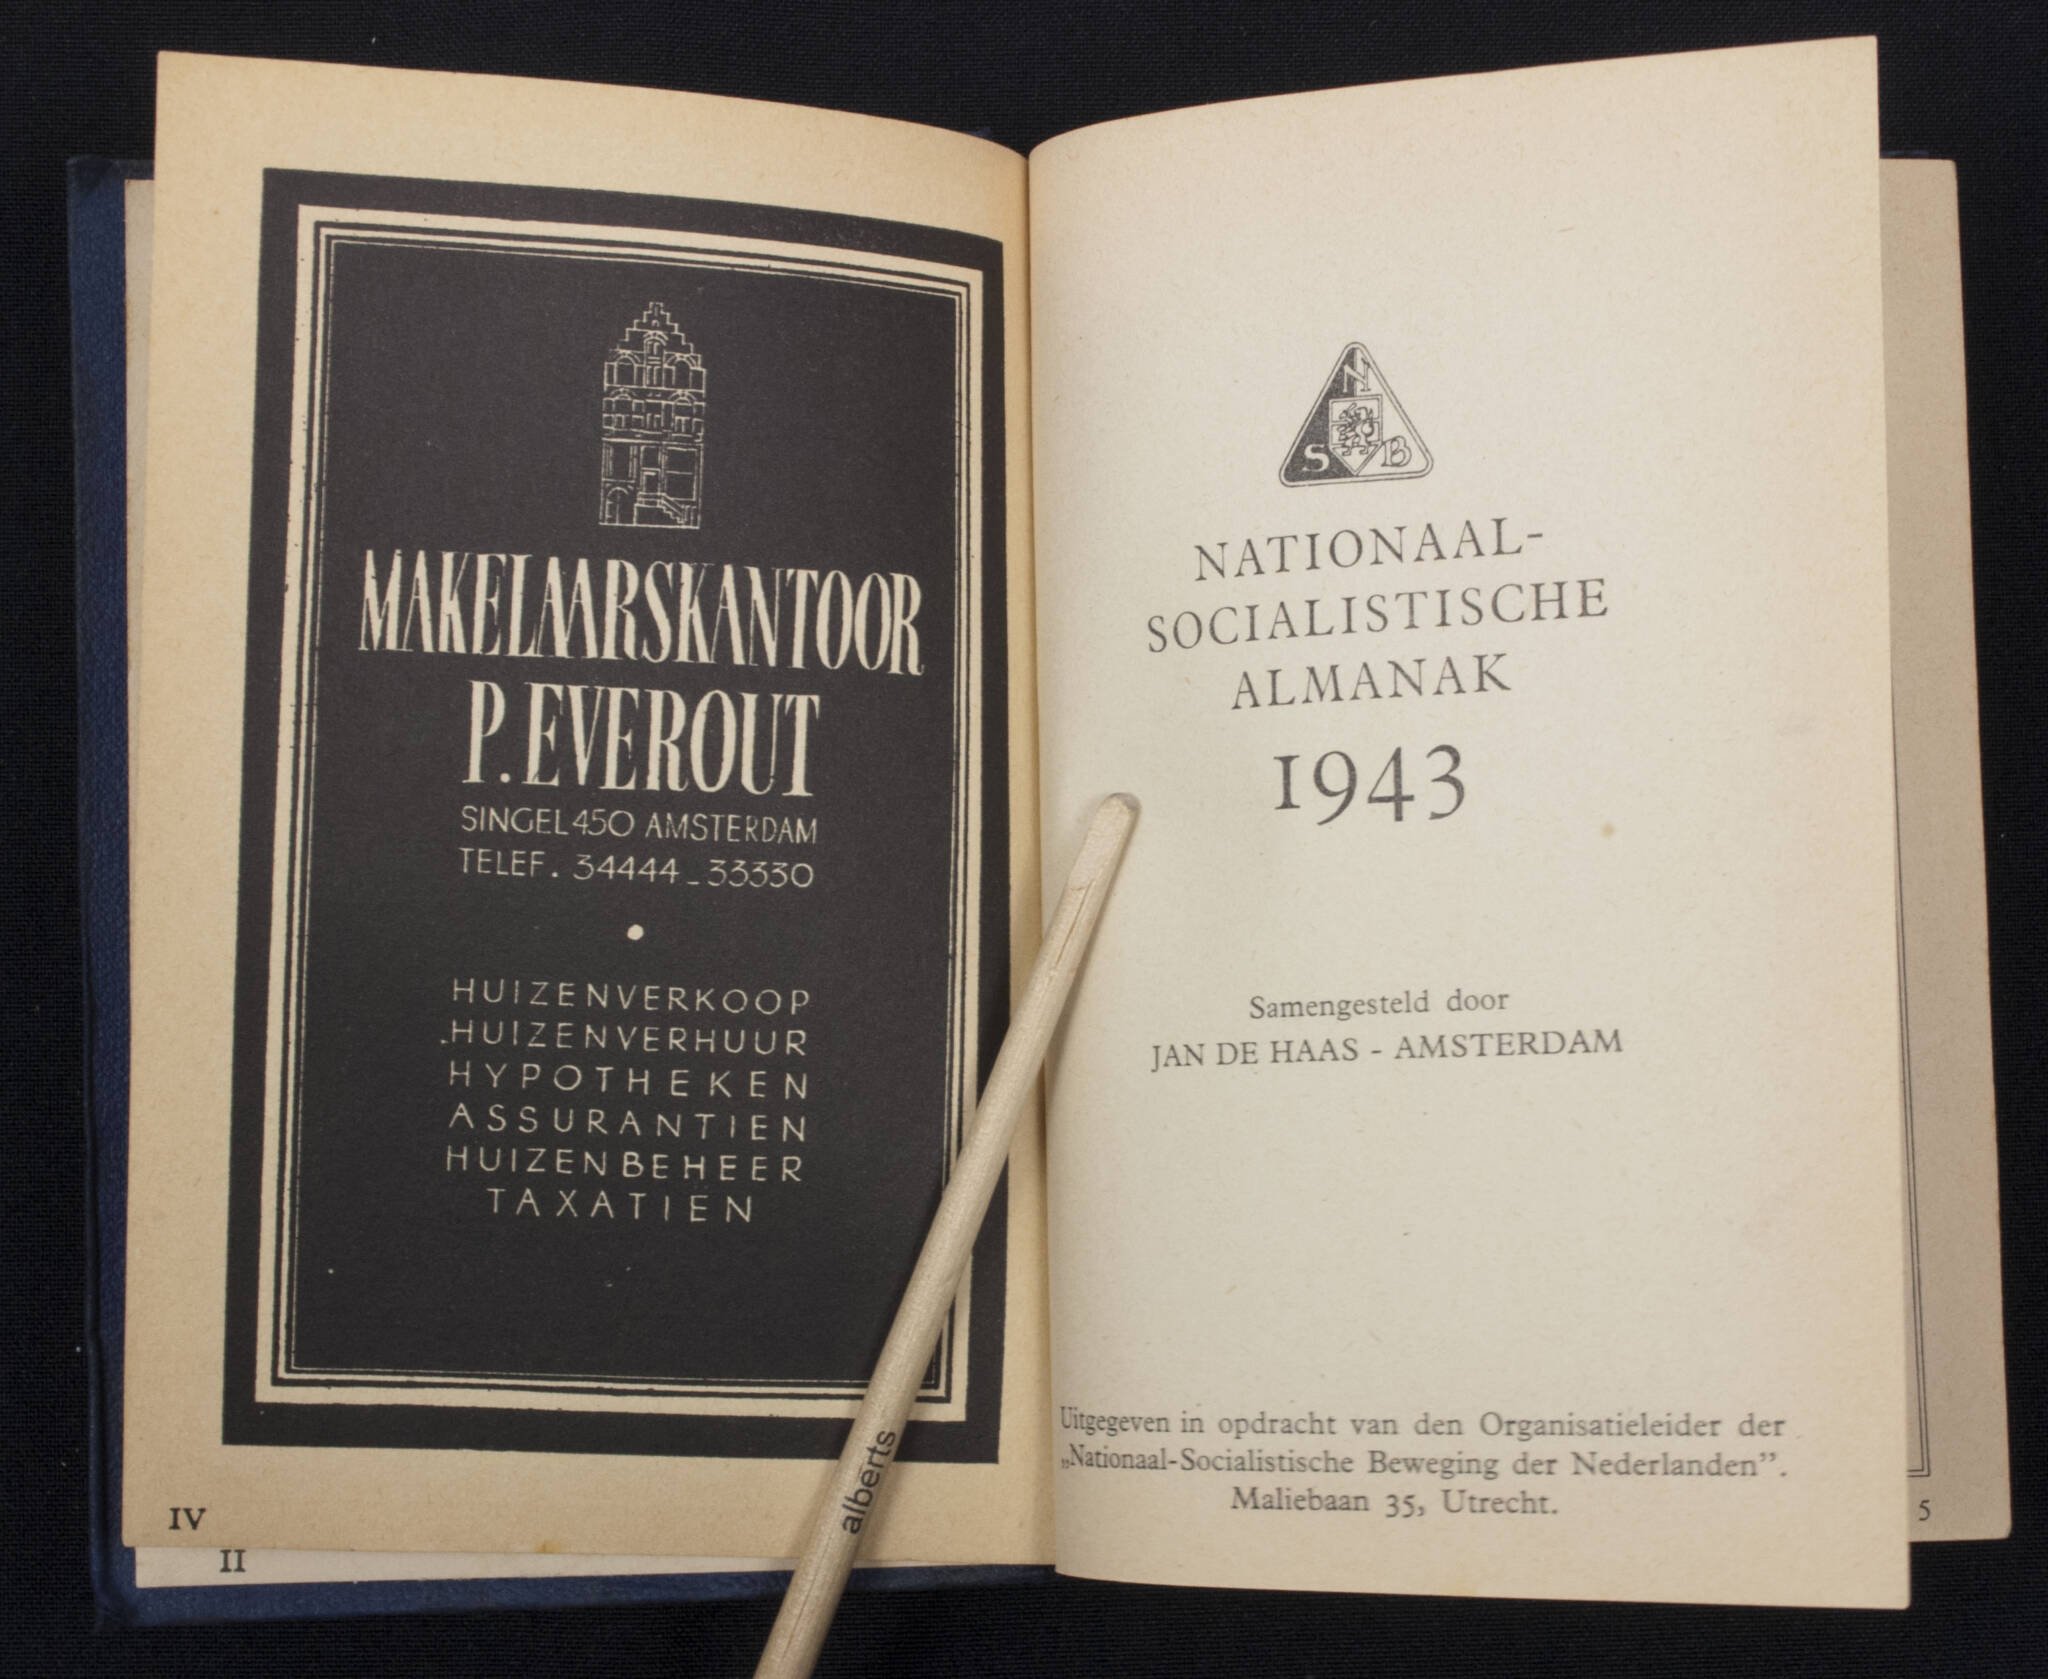 MAKELAARSKANTOOR
P. EVEROUT
SINGEL 450 AMSTERDAM
TELEF. 34444_33330
HUIZENVERKOOP
HUIZENVERHUUR
HYPOTHEKEN
ASSURANTIEN
HUIZENBEHEER
TAXATIEN
IV
II
alberts
N
S B
NATIONAAL-
SOCIALISTISCHE
ALMANAK
1943
Samengesteld door
JAN DE HAAS - AMSTERDAM
Uitgegeven in opdracht van den Organisatieleider der
„Nationaal-Socialistische Beweging der Nederlanden”.
Maliebaan 35, Utrecht.
5